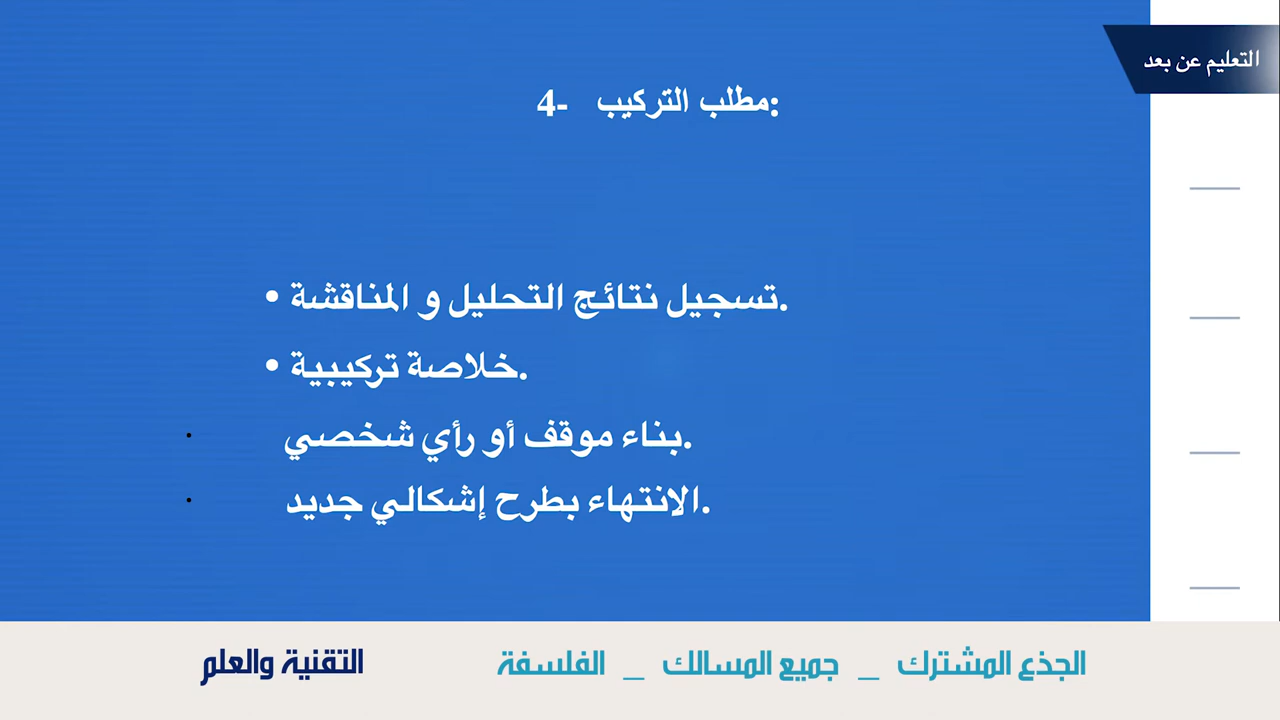 التعليم عن بعد
4- مطلب التركيب:
• تسجيل نتائج التحليل و المناقشة.
• خلاصة تركيبية.
· بناء موقف أو رأي شخصي.
· الانتهاء بطرح إشكالي جديد.
الجذع المشترك _ جميع المسالك _ الفلسفة
التقنية والعلم